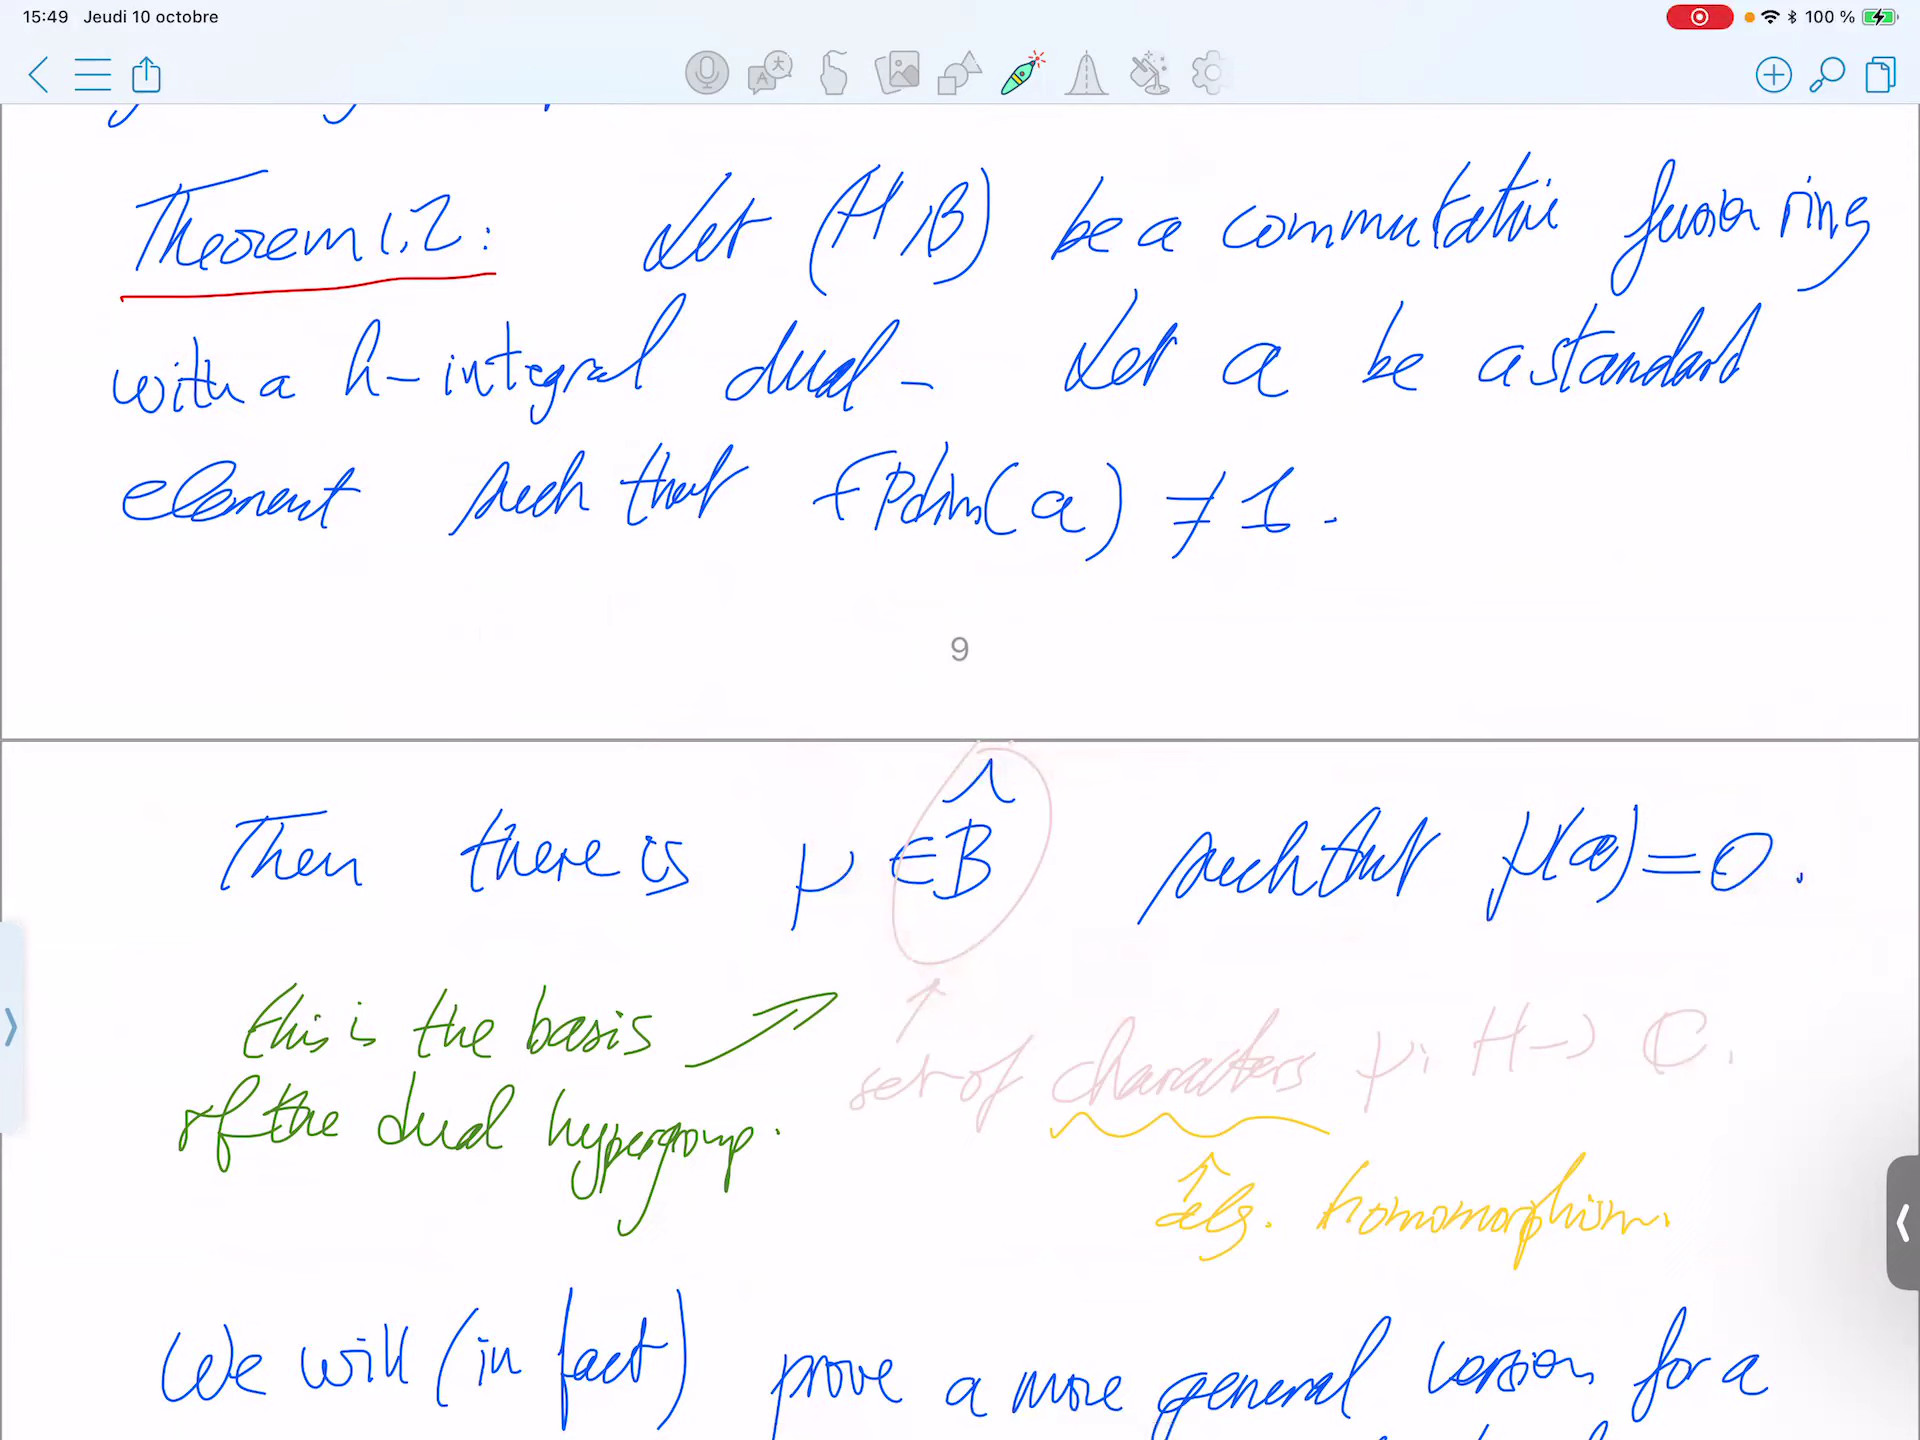 15:49 Jeudi 10 octobre
100 %
Theorem 1.2: Let (H, B) be a commutative fusion ring
with a h-integral dual. Let a be a standard
element such that FPdim(a) ≠ 1.
9
Then there is μ ∈ B̂ such that μ(a) = 0.
this is the basis
of the dual hypergroup.
set of characters μ: H → ℂ.
alg. homomorphism.
We will (in fact) prove a more general version for a